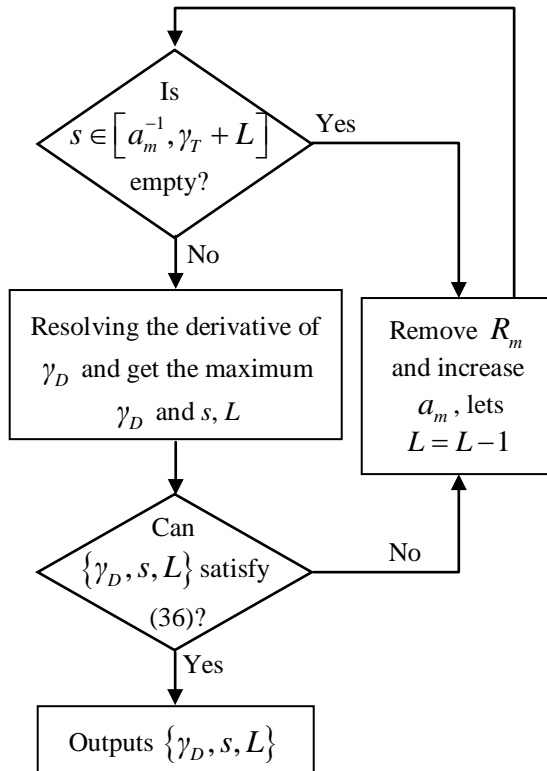 Is
s ∈ [a_m^{-1}, γ_T + L]
empty?
Yes
No
Resolving the derivative of
γ_D and get the maximum
γ_D and s, L
Remove R_m
and increase
a_m, lets
L = L − 1
Can
{γ_D, s, L} satisfy
(36)?
No
Yes
Outputs {γ_D, s, L}